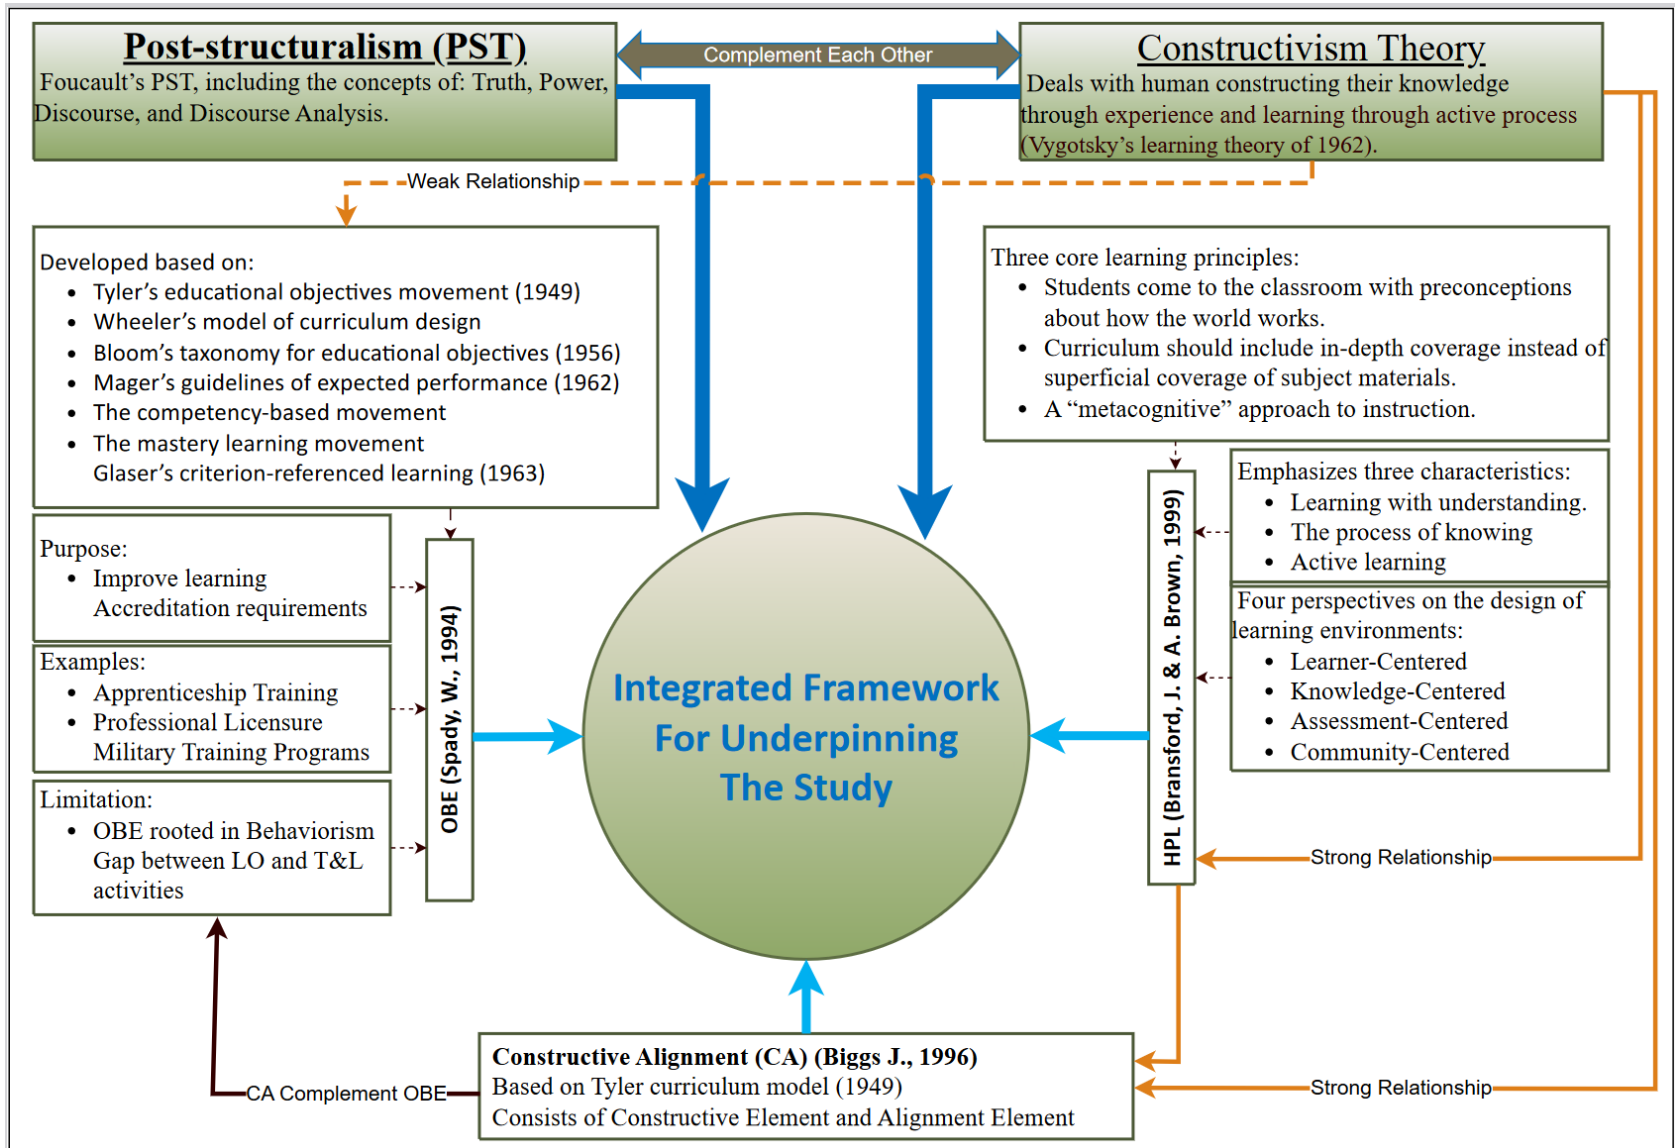 Post-structuralism (PST)
Foucault’s PST, including the concepts of: Truth, Power,
Discourse, and Discourse Analysis.
Complement Each Other
Constructivism Theory
Deals with human constructing their knowledge
through experience and learning through active process
(Vygotsky’s learning theory of 1962).
Weak Relationship
Developed based on:
• Tyler’s educational objectives movement (1949)
• Wheeler’s model of curriculum design
• Bloom’s taxonomy for educational objectives (1956)
• Mager’s guidelines of expected performance (1962)
• The competency-based movement
• The mastery learning movement
Glaser’s criterion-referenced learning (1963)
Three core learning principles:
• Students come to the classroom with preconceptions
about how the world works.
• Curriculum should include in-depth coverage instead of
superficial coverage of subject materials.
• A “metacognitive” approach to instruction.
Purpose:
• Improve learning
Accreditation requirements
Examples:
• Apprenticeship Training
• Professional Licensure
Military Training Programs
Limitation:
• OBE rooted in Behaviorism
Gap between LO and T&L
activities
OBE (Spady, W., 1994)
Integrated Framework
For Underpinning
The Study
HPL (Bransford, J. & A. Brown, 1999)
Emphasizes three characteristics:
• Learning with understanding.
• The process of knowing
• Active learning
Four perspectives on the design of
learning environments:
• Learner-Centered
• Knowledge-Centered
• Assessment-Centered
• Community-Centered
Strong Relationship
Constructive Alignment (CA) (Biggs J., 1996)
Based on Tyler curriculum model (1949)
Consists of Constructive Element and Alignment Element
CA Complement OBE
Strong Relationship